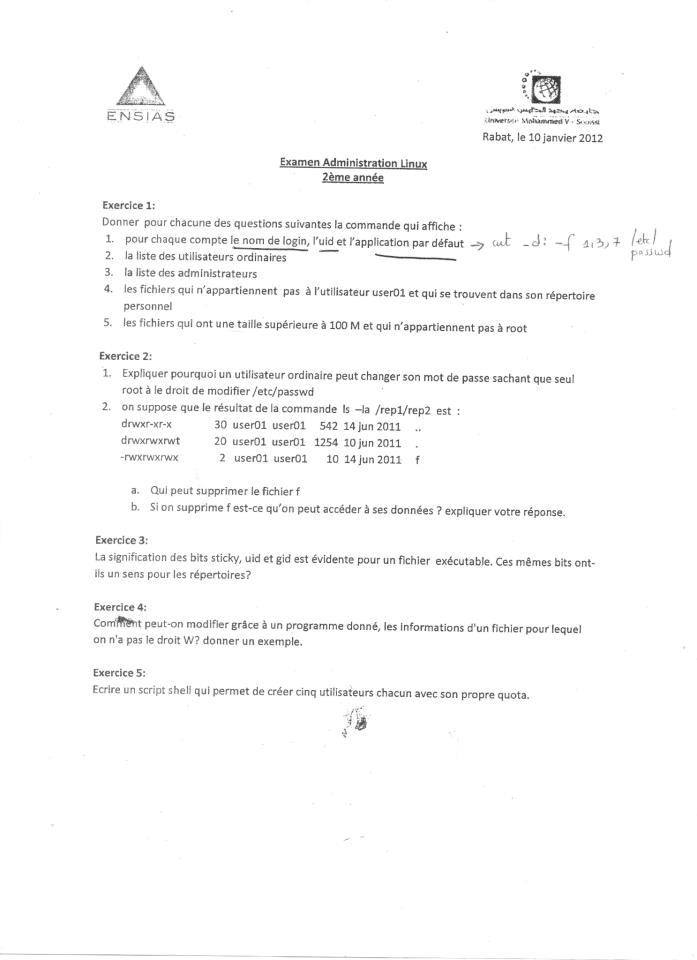 ENSIAS
Université Mohammed V - Souissi
Rabat, le 10 janvier 2012
Examen Administration Linux
2ème année
Exercice 1:
Donner pour chacune des questions suivantes la commande qui affiche :
1. pour chaque compte le nom de login, l'uid et l'application par défaut → cut -d: -f 1,3,7 /etc/
passwd
2. la liste des utilisateurs ordinaires
3. la liste des administrateurs
4. les fichiers qui n'appartiennent pas à l'utilisateur user01 et qui se trouvent dans son répertoire
personnel
5. les fichiers qui ont une taille supérieure à 100 M et qui n'appartiennent pas à root
Exercice 2:
1. Expliquer pourquoi un utilisateur ordinaire peut changer son mot de passe sachant que seul
root à le droit de modifier /etc/passwd
2. on suppose que le résultat de la commande ls –la /rep1/rep2 est :
drwxr-xr-x 30 user01 user01 542 14 jun 2011 ..
drwxrwxrwt 20 user01 user01 1254 10 jun 2011 .
-rwxrwxrwx 2 user01 user01 10 14 jun 2011 f
a. Qui peut supprimer le fichier f
b. Si on supprime f est-ce qu'on peut accéder à ses données ? expliquer votre réponse.
Exercice 3:
La signification des bits sticky, uid et gid est évidente pour un fichier exécutable. Ces mêmes bits ont-
ils un sens pour les répertoires?
Exercice 4:
Comment peut-on modifier grâce à un programme donné, les informations d'un fichier pour lequel
on n'a pas le droit W? donner un exemple.
Exercice 5:
Ecrire un script shell qui permet de créer cinq utilisateurs chacun avec son propre quota.